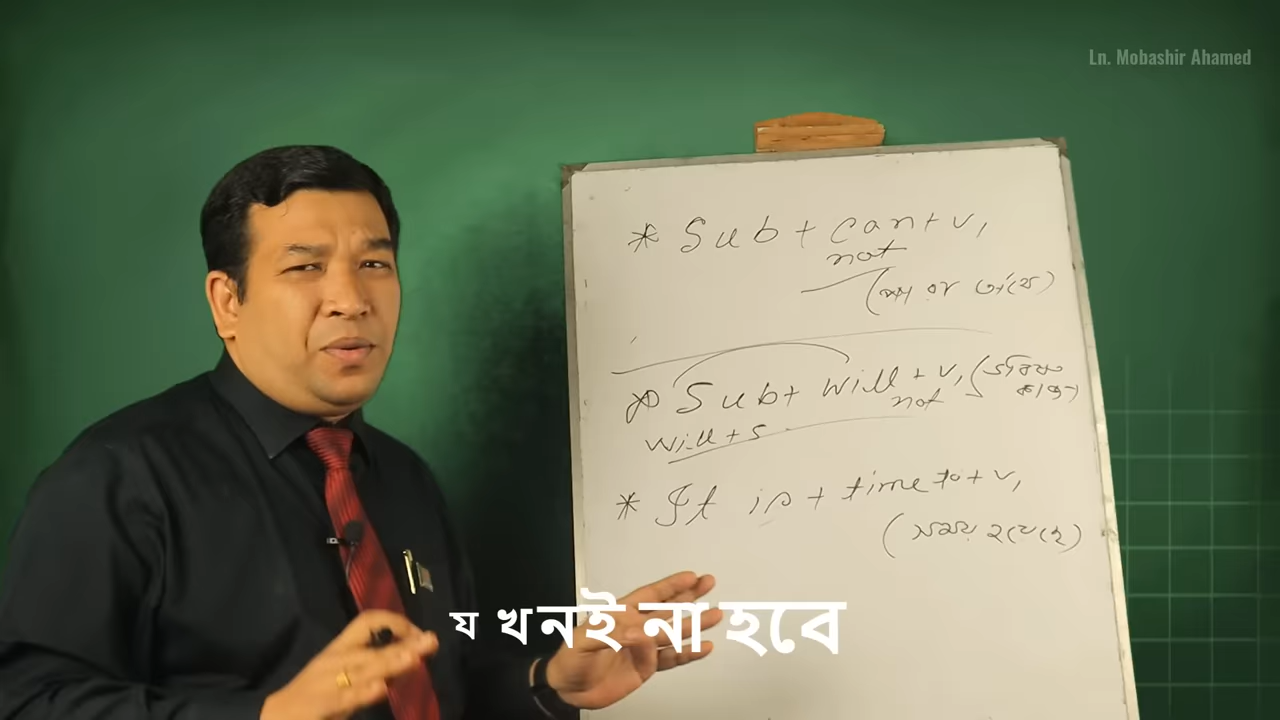 Ln. Mobashir Ahamed
* Sub + can + v₁
not
* Sub + will + v₁ (ভবিষ্যৎ
not
will + s
* It is + time to + v₁
(সময় হয়েছে)
যখনই না হবে